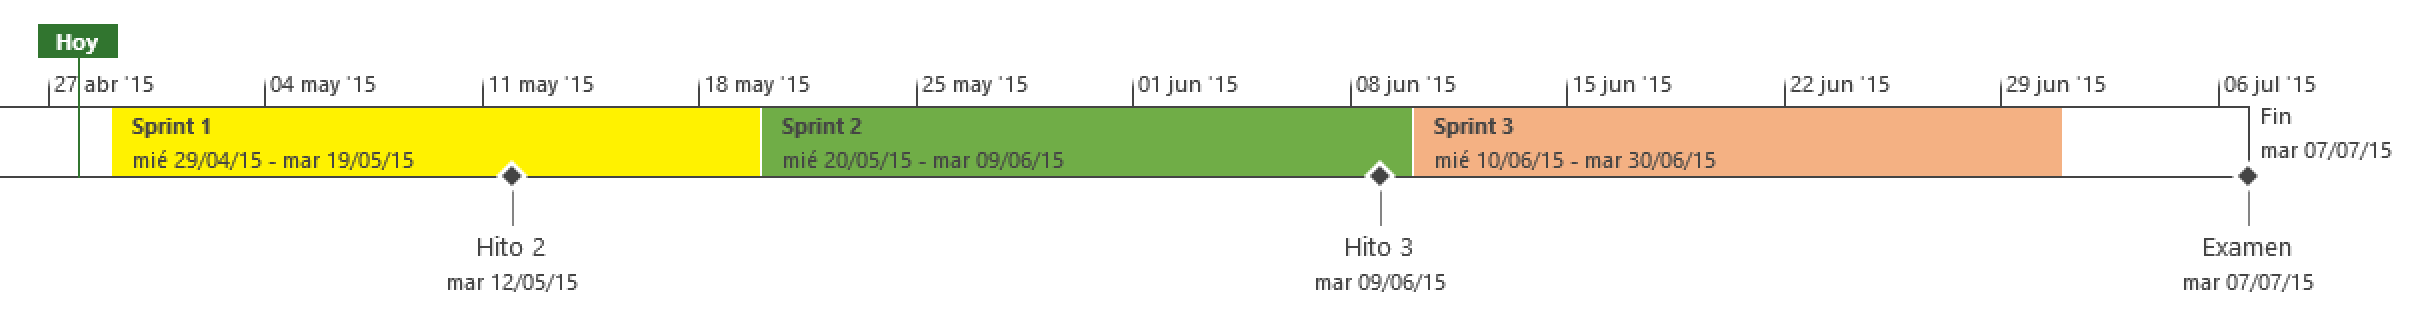 Hoy
27 abr '15
04 may '15
11 may '15
18 may '15
25 may '15
01 jun '15
08 jun '15
15 jun '15
22 jun '15
29 jun '15
06 jul '15
Sprint 1
mié 29/04/15 - mar 19/05/15
Sprint 2
mié 20/05/15 - mar 09/06/15
Sprint 3
mié 10/06/15 - mar 30/06/15
Fin
mar 07/07/15
Hito 2
mar 12/05/15
Hito 3
mar 09/06/15
Examen
mar 07/07/15